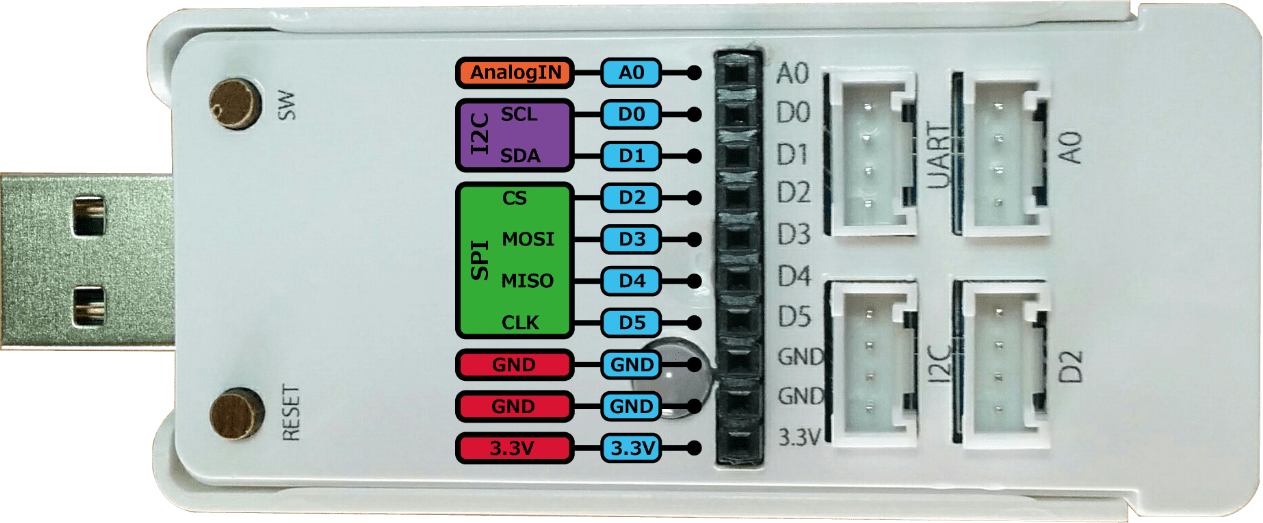 SW
RESET
AnalogIN A0 A0
I2C
SCL D0 D0
SDA D1 D1
SPI
CS D2 D2
MOSI D3 D3
MISO D4 D4
CLK D5 D5
GND GND GND
GND GND GND
3.3V 3.3V 3.3V
UART
A0
I2C
D2